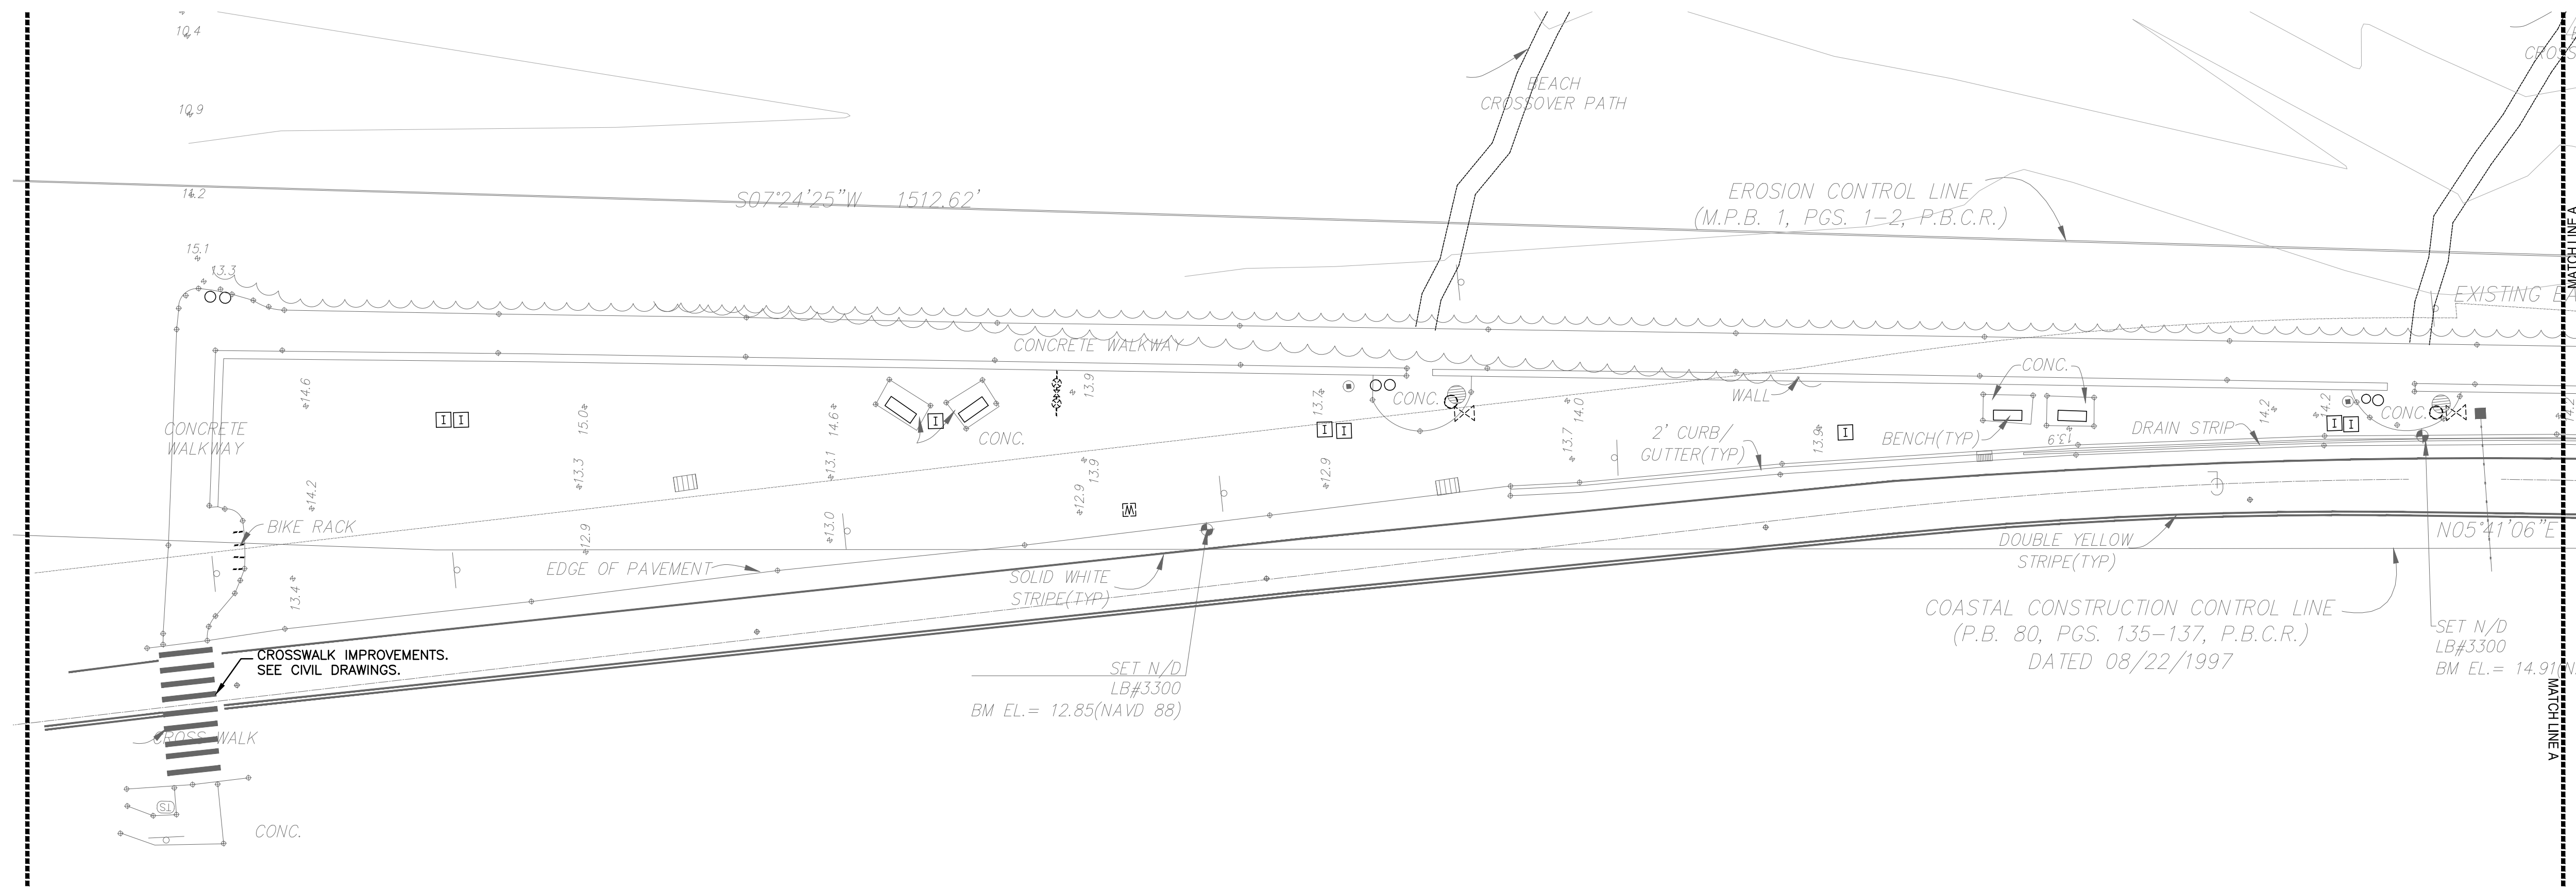 10.4
10.9
14.2
15.1
13.3
S07°24'25"W 1512.62'
BEACH
CROSSOVER PATH
EROSION CONTROL LINE
(M.P.B. 1, PGS. 1-2, P.B.C.R.)
MATCH LINE A
CONCRETE WALKWAY
CONCRETE
WALKWAY
14.6
14.2
15.0
13.3
12.9
14.6
13.1
13.0
I I
I
CONC.
13.9
13.9
12.9
W
13.7
12.9
I I
CONC.
WALL
14.0
13.7
2' CURB/
GUTTER(TYP)
13.9
I
CONC.
BENCH(TYP)
13.9
DRAIN STRIP
14.2
14.2
I I
CONC.
14.2
BIKE RACK
13.4
EDGE OF PAVEMENT
SOLID WHITE
STRIPE(TYP)
DOUBLE YELLOW
STRIPE(TYP)
N05°41'06"E
COASTAL CONSTRUCTION CONTROL LINE
(P.B. 80, PGS. 135-137, P.B.C.R.)
DATED 08/22/1997
CROSSWALK IMPROVEMENTS.
SEE CIVIL DRAWINGS.
SET N/D
LB#3300
BM EL.= 12.85(NAVD 88)
SET N/D
LB#3300
BM EL.= 14.91(N
MATCH LINE A
CROSS WALK
TS
CONC.
EXISTING